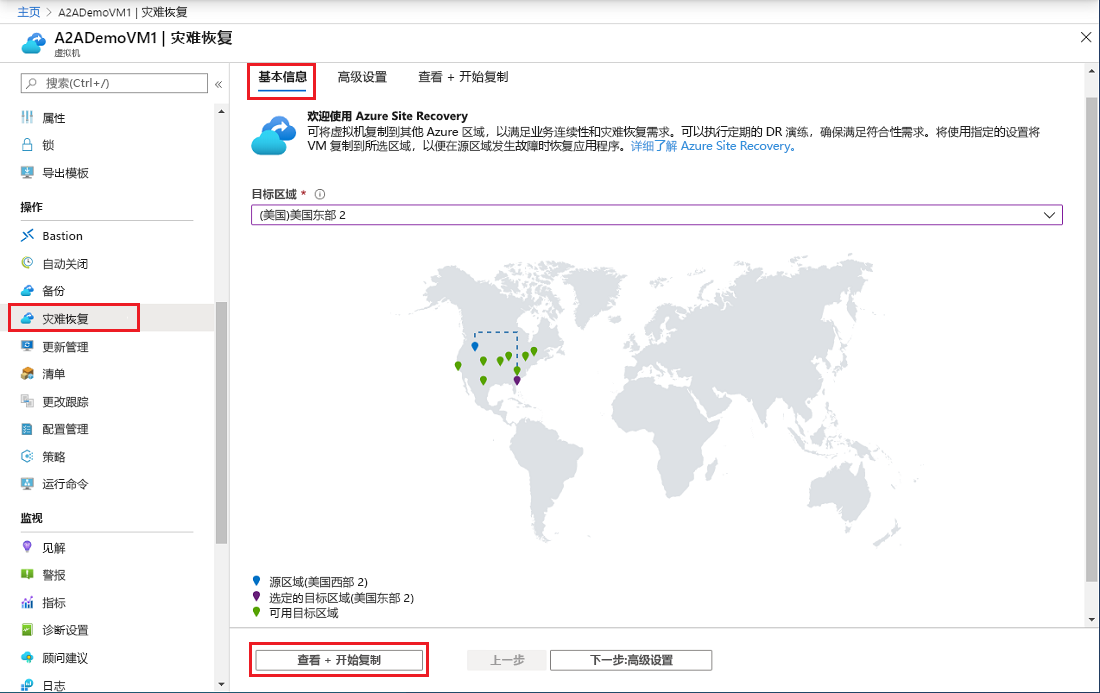 主页 > A2ADemoVM1 | 灾难恢复
A2ADemoVM1 | 灾难恢复
虚拟机
搜索(Ctrl+/)
«
属性
锁
导出模板
操作
Bastion
自动关闭
备份
灾难恢复
更新管理
清单
更改跟踪
配置管理
策略
运行命令
监视
见解
警报
指标
诊断设置
顾问建议
日志
基本信息 高级设置 查看 + 开始复制
欢迎使用 Azure Site Recovery
可将虚拟机复制到其他 Azure 区域，以满足业务连续性和灾难恢复需求。可以执行定期的 DR 演练，确保满足符合性需求。将使用指定的设置将
VM 复制到所选区域，以便在源区域发生故障时恢复应用程序。详细了解 Azure Site Recovery。
目标区域 *
(美国)美国东部 2
源区域(美国西部 2)
选定的目标区域(美国东部 2)
可用目标区域
查看 + 开始复制 上一步 下一步:高级设置